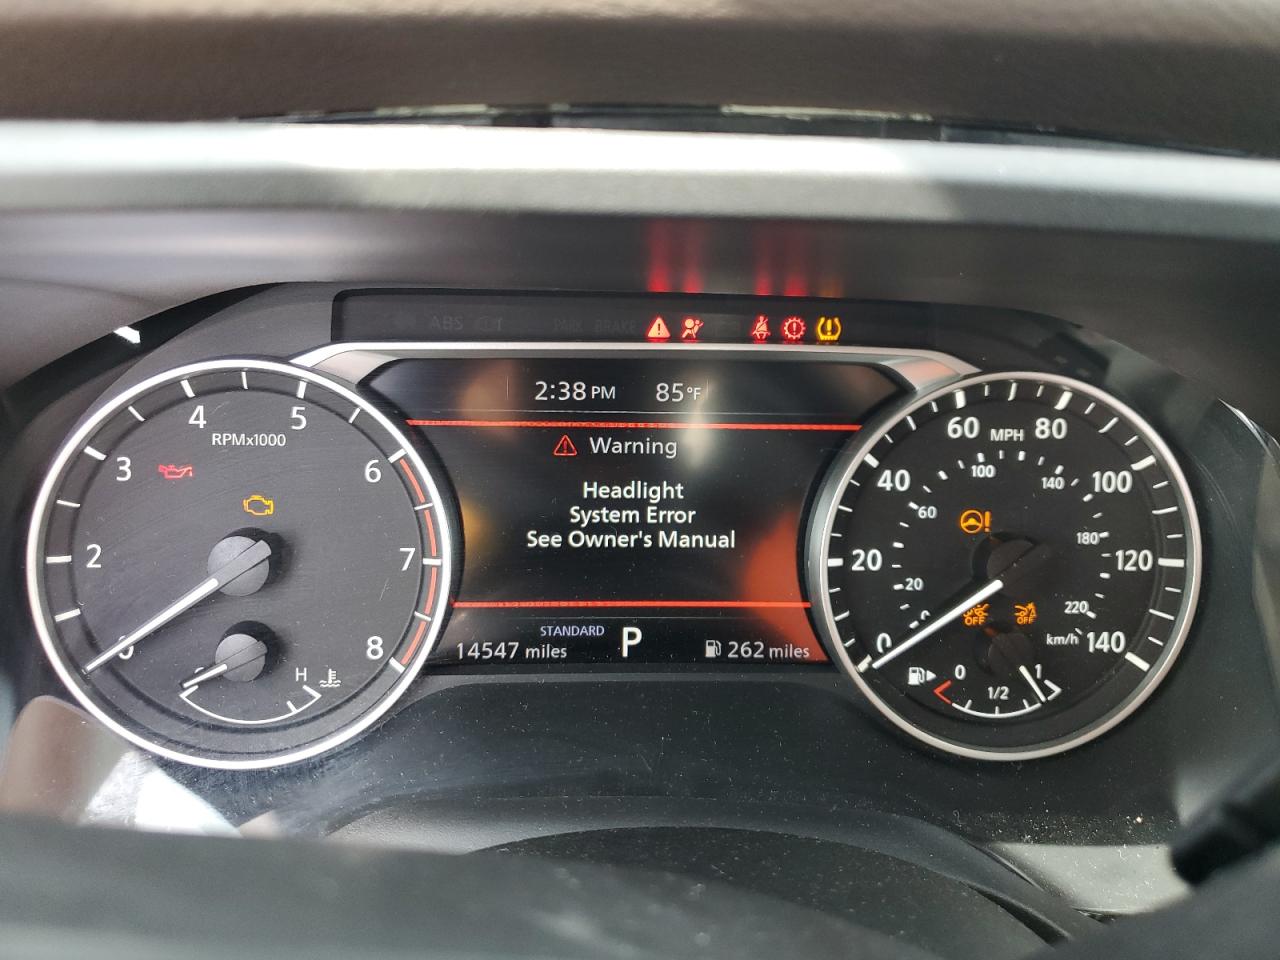 ABS
PARK BRAKE
2:38 PM 85°F
Warning
Headlight
System Error
See Owner's Manual
STANDARD
14547 miles P 262 miles
RPMx1000
2
3
4
5
6
7
8
H
MPH
0
20
40
60
80
100
120
140
20
60
100
140
180
220
km/h
OFF
OFF
0
1/2
1